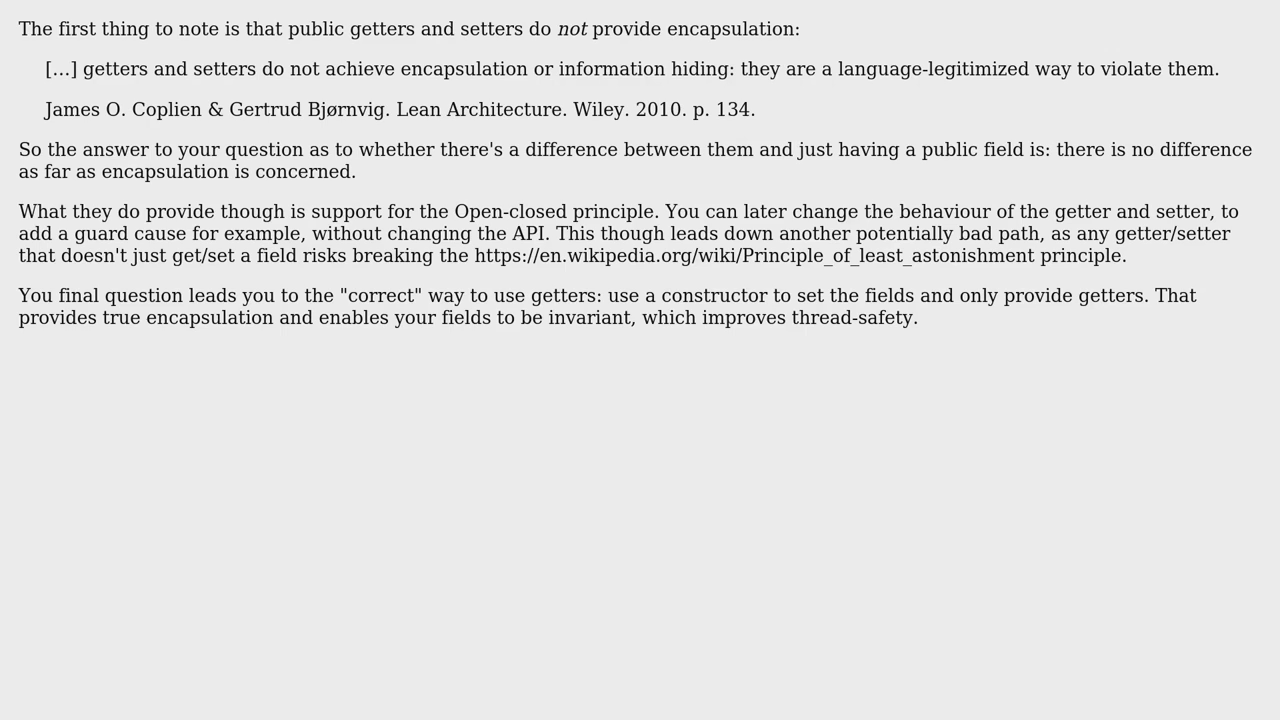 The first thing to note is that public getters and setters do not provide encapsulation:
[…] getters and setters do not achieve encapsulation or information hiding: they are a language-legitimized way to violate them.
James O. Coplien & Gertrud Bjørnvig. Lean Architecture. Wiley. 2010. p. 134.
So the answer to your question as to whether there's a difference between them and just having a public field is: there is no difference
as far as encapsulation is concerned.
What they do provide though is support for the Open-closed principle. You can later change the behaviour of the getter and setter, to
add a guard cause for example, without changing the API. This though leads down another potentially bad path, as any getter/setter
that doesn't just get/set a field risks breaking the https://en.wikipedia.org/wiki/Principle_of_least_astonishment principle.
You final question leads you to the "correct" way to use getters: use a constructor to set the fields and only provide getters. That
provides true encapsulation and enables your fields to be invariant, which improves thread-safety.